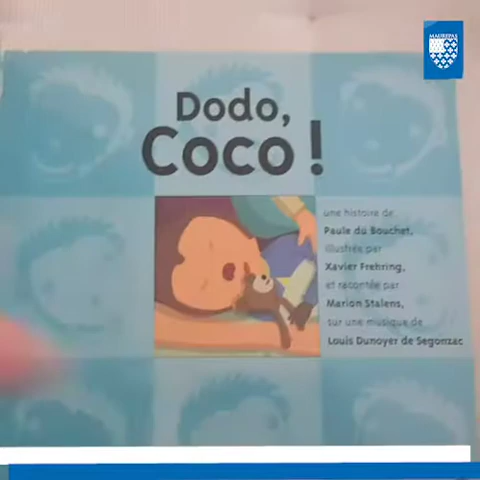 MAUREPAS
Dodo,
Coco !
une histoire de
Paule du Bouchet,
illustrée par
Xavier Frehring,
et racontée par
Marion Stalens,
sur une musique de
Louis Dunoyer de Segonzac